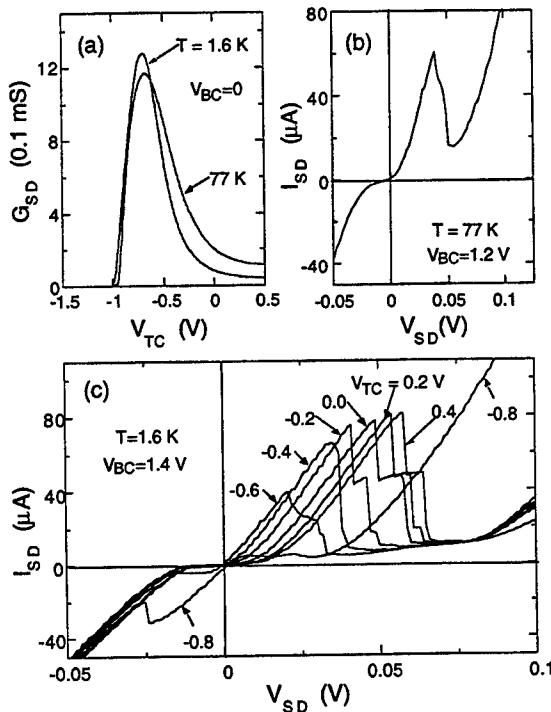 (a)
T = 1.6 K
V_BC=0
77 K
12
8
4
0
-1.5
-1
-0.5
0
0.5
G_SD (0.1 mS)
V_TC (V)
(b)
80
40
0
-40
-0.05
0
0.05
0.1
I_SD (µA)
T = 77 K
V_BC=1.2 V
V_SD(V)
(c)
T=1.6 K
V_BC=1.4 V
V_TC = 0.2 V
0.0
-0.2
-0.4
-0.6
0.4
-0.8
-0.8
80
40
0
-40
-0.05
0
0.05
0.1
I_SD (µA)
V_SD (V)